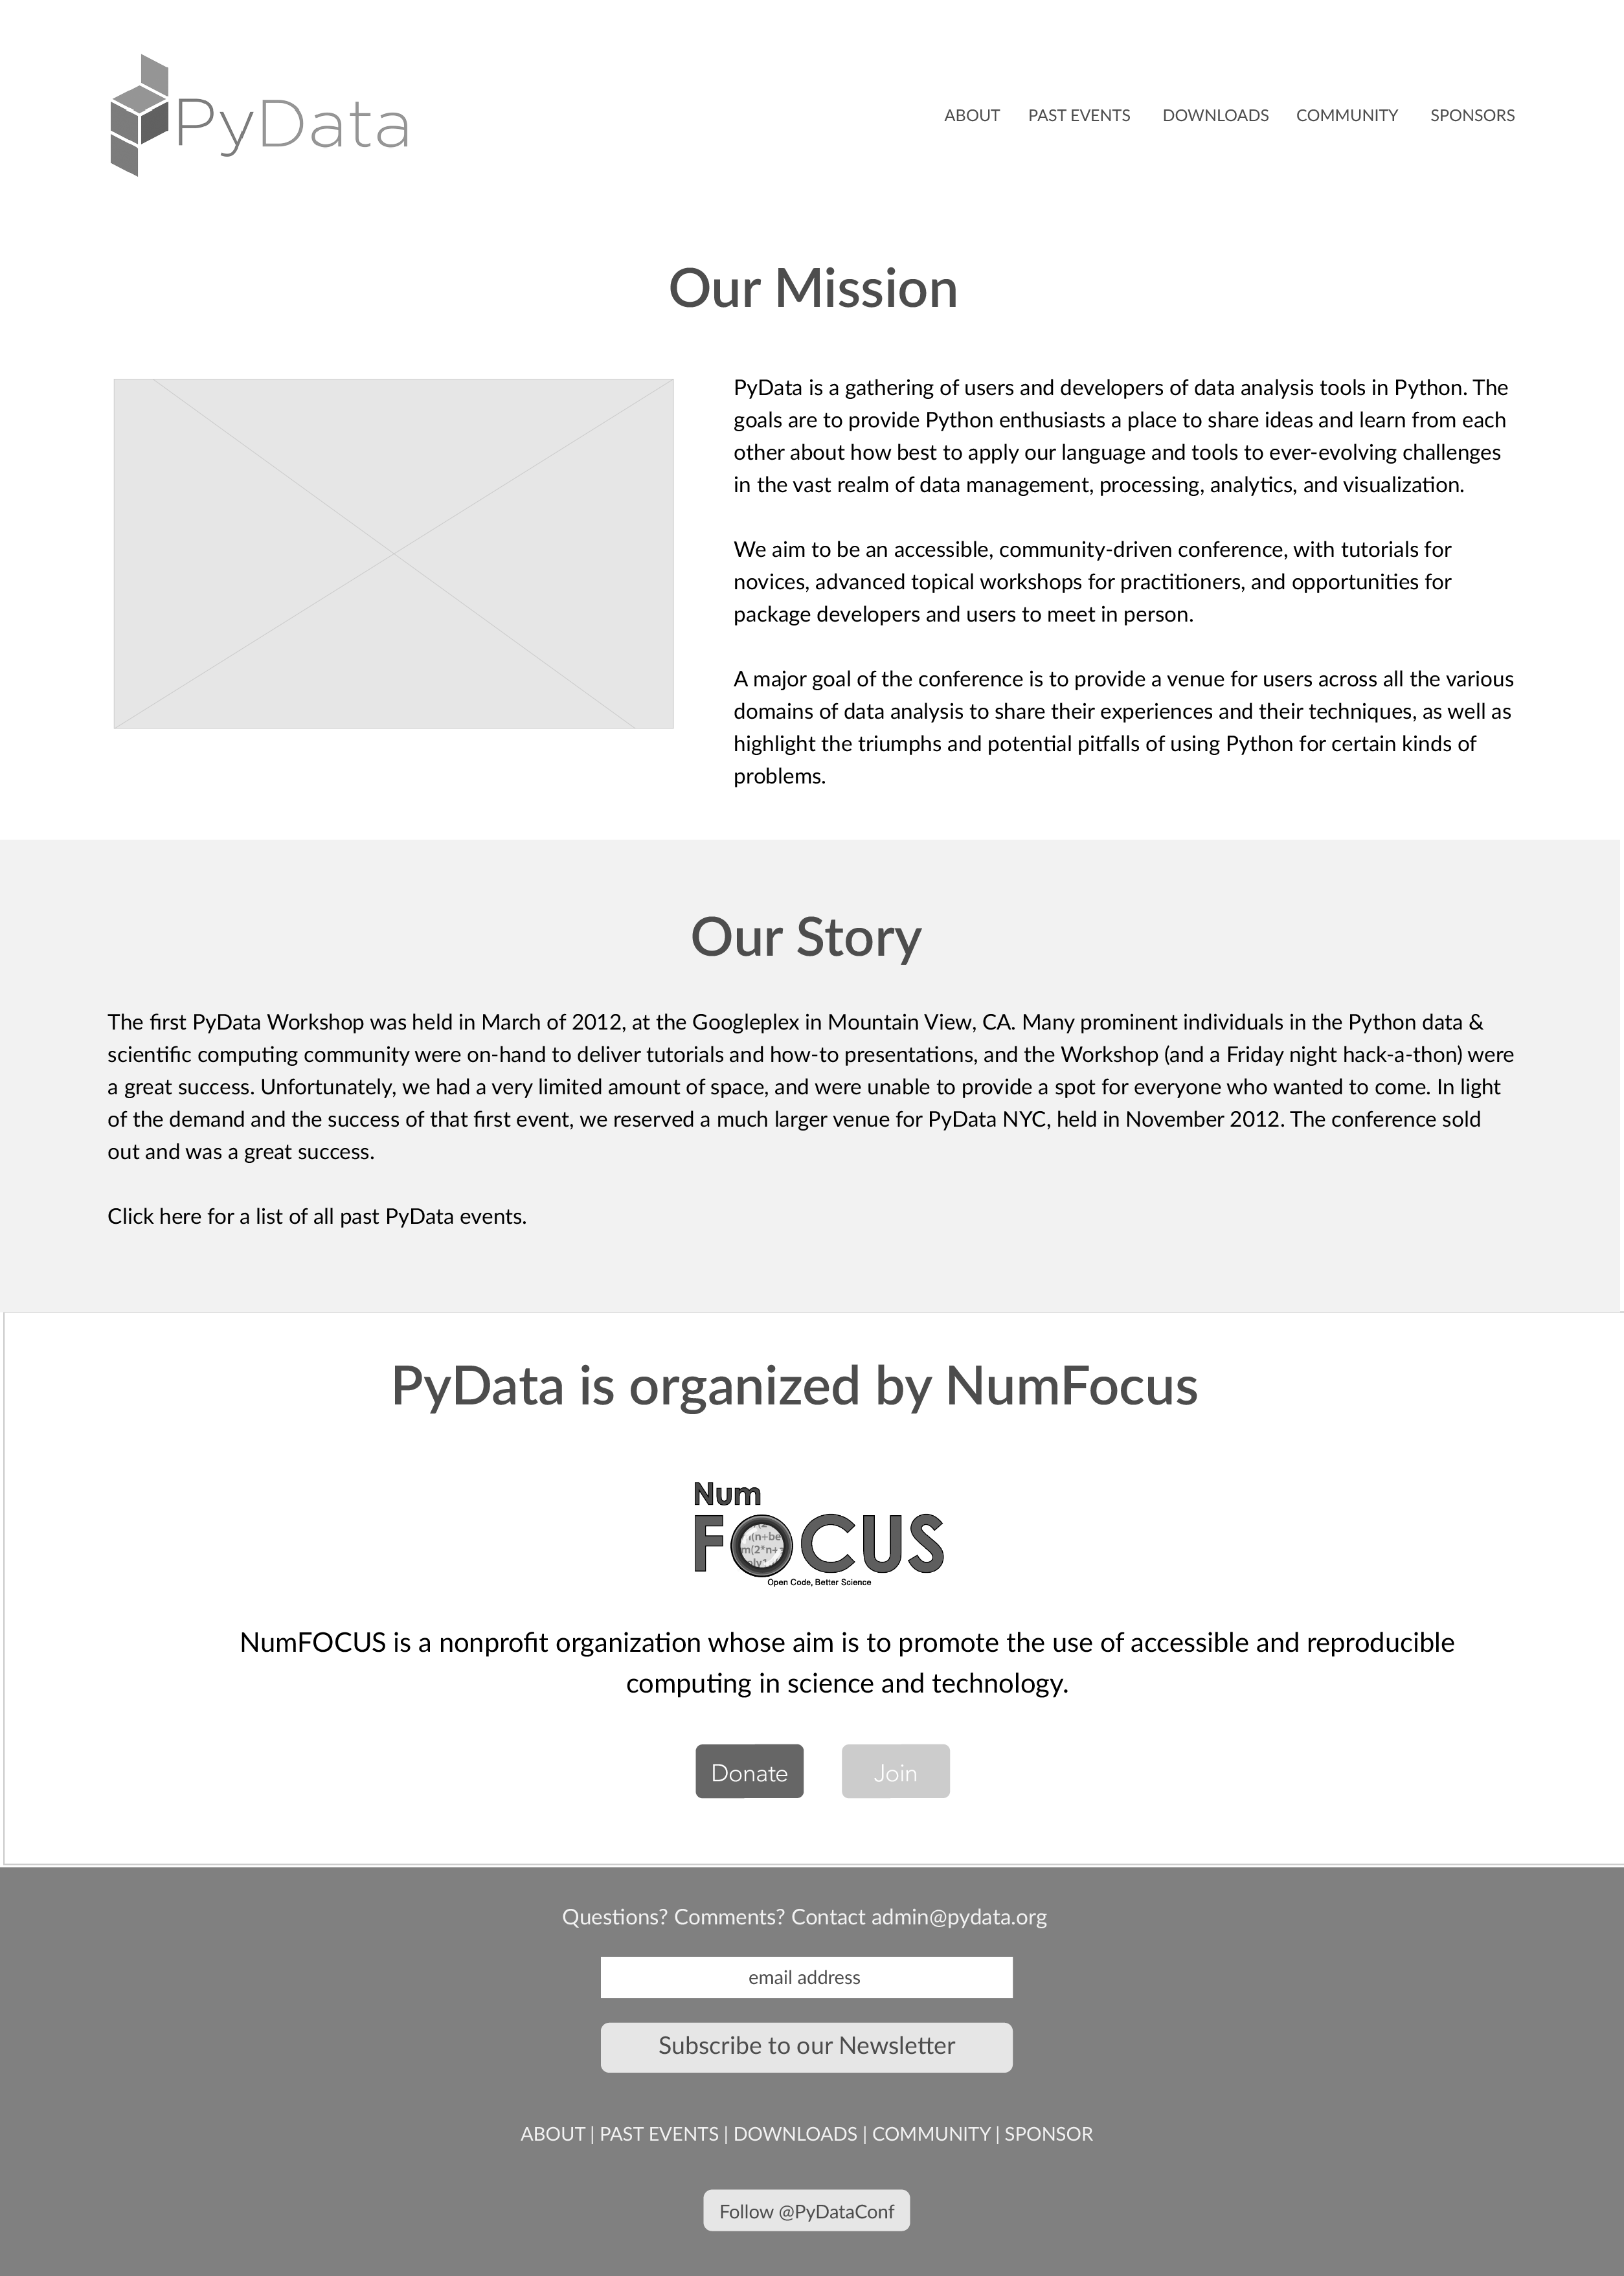 PyData
ABOUT PAST EVENTS DOWNLOADS COMMUNITY SPONSORS
Our Mission
PyData is a gathering of users and developers of data analysis tools in Python. The
goals are to provide Python enthusiasts a place to share ideas and learn from each
other about how best to apply our language and tools to ever-evolving challenges
in the vast realm of data management, processing, analytics, and visualization.
We aim to be an accessible, community-driven conference, with tutorials for
novices, advanced topical workshops for practitioners, and opportunities for
package developers and users to meet in person.
A major goal of the conference is to provide a venue for users across all the various
domains of data analysis to share their experiences and their techniques, as well as
highlight the triumphs and potential pitfalls of using Python for certain kinds of
problems.
Our Story
The first PyData Workshop was held in March of 2012, at the Googleplex in Mountain View, CA. Many prominent individuals in the Python data &
scientific computing community were on-hand to deliver tutorials and how-to presentations, and the Workshop (and a Friday night hack-a-thon) were
a great success. Unfortunately, we had a very limited amount of space, and were unable to provide a spot for everyone who wanted to come. In light
of the demand and the success of that first event, we reserved a much larger venue for PyData NYC, held in November 2012. The conference sold
out and was a great success.
Click here for a list of all past PyData events.
PyData is organized by NumFocus
Num
FOCUS
Open Code, Better Science
NumFOCUS is a nonprofit organization whose aim is to promote the use of accessible and reproducible
computing in science and technology.
Donate Join
Questions? Comments? Contact admin@pydata.org
email address
Subscribe to our Newsletter
ABOUT | PAST EVENTS | DOWNLOADS | COMMUNITY | SPONSOR
Follow @PyDataConf